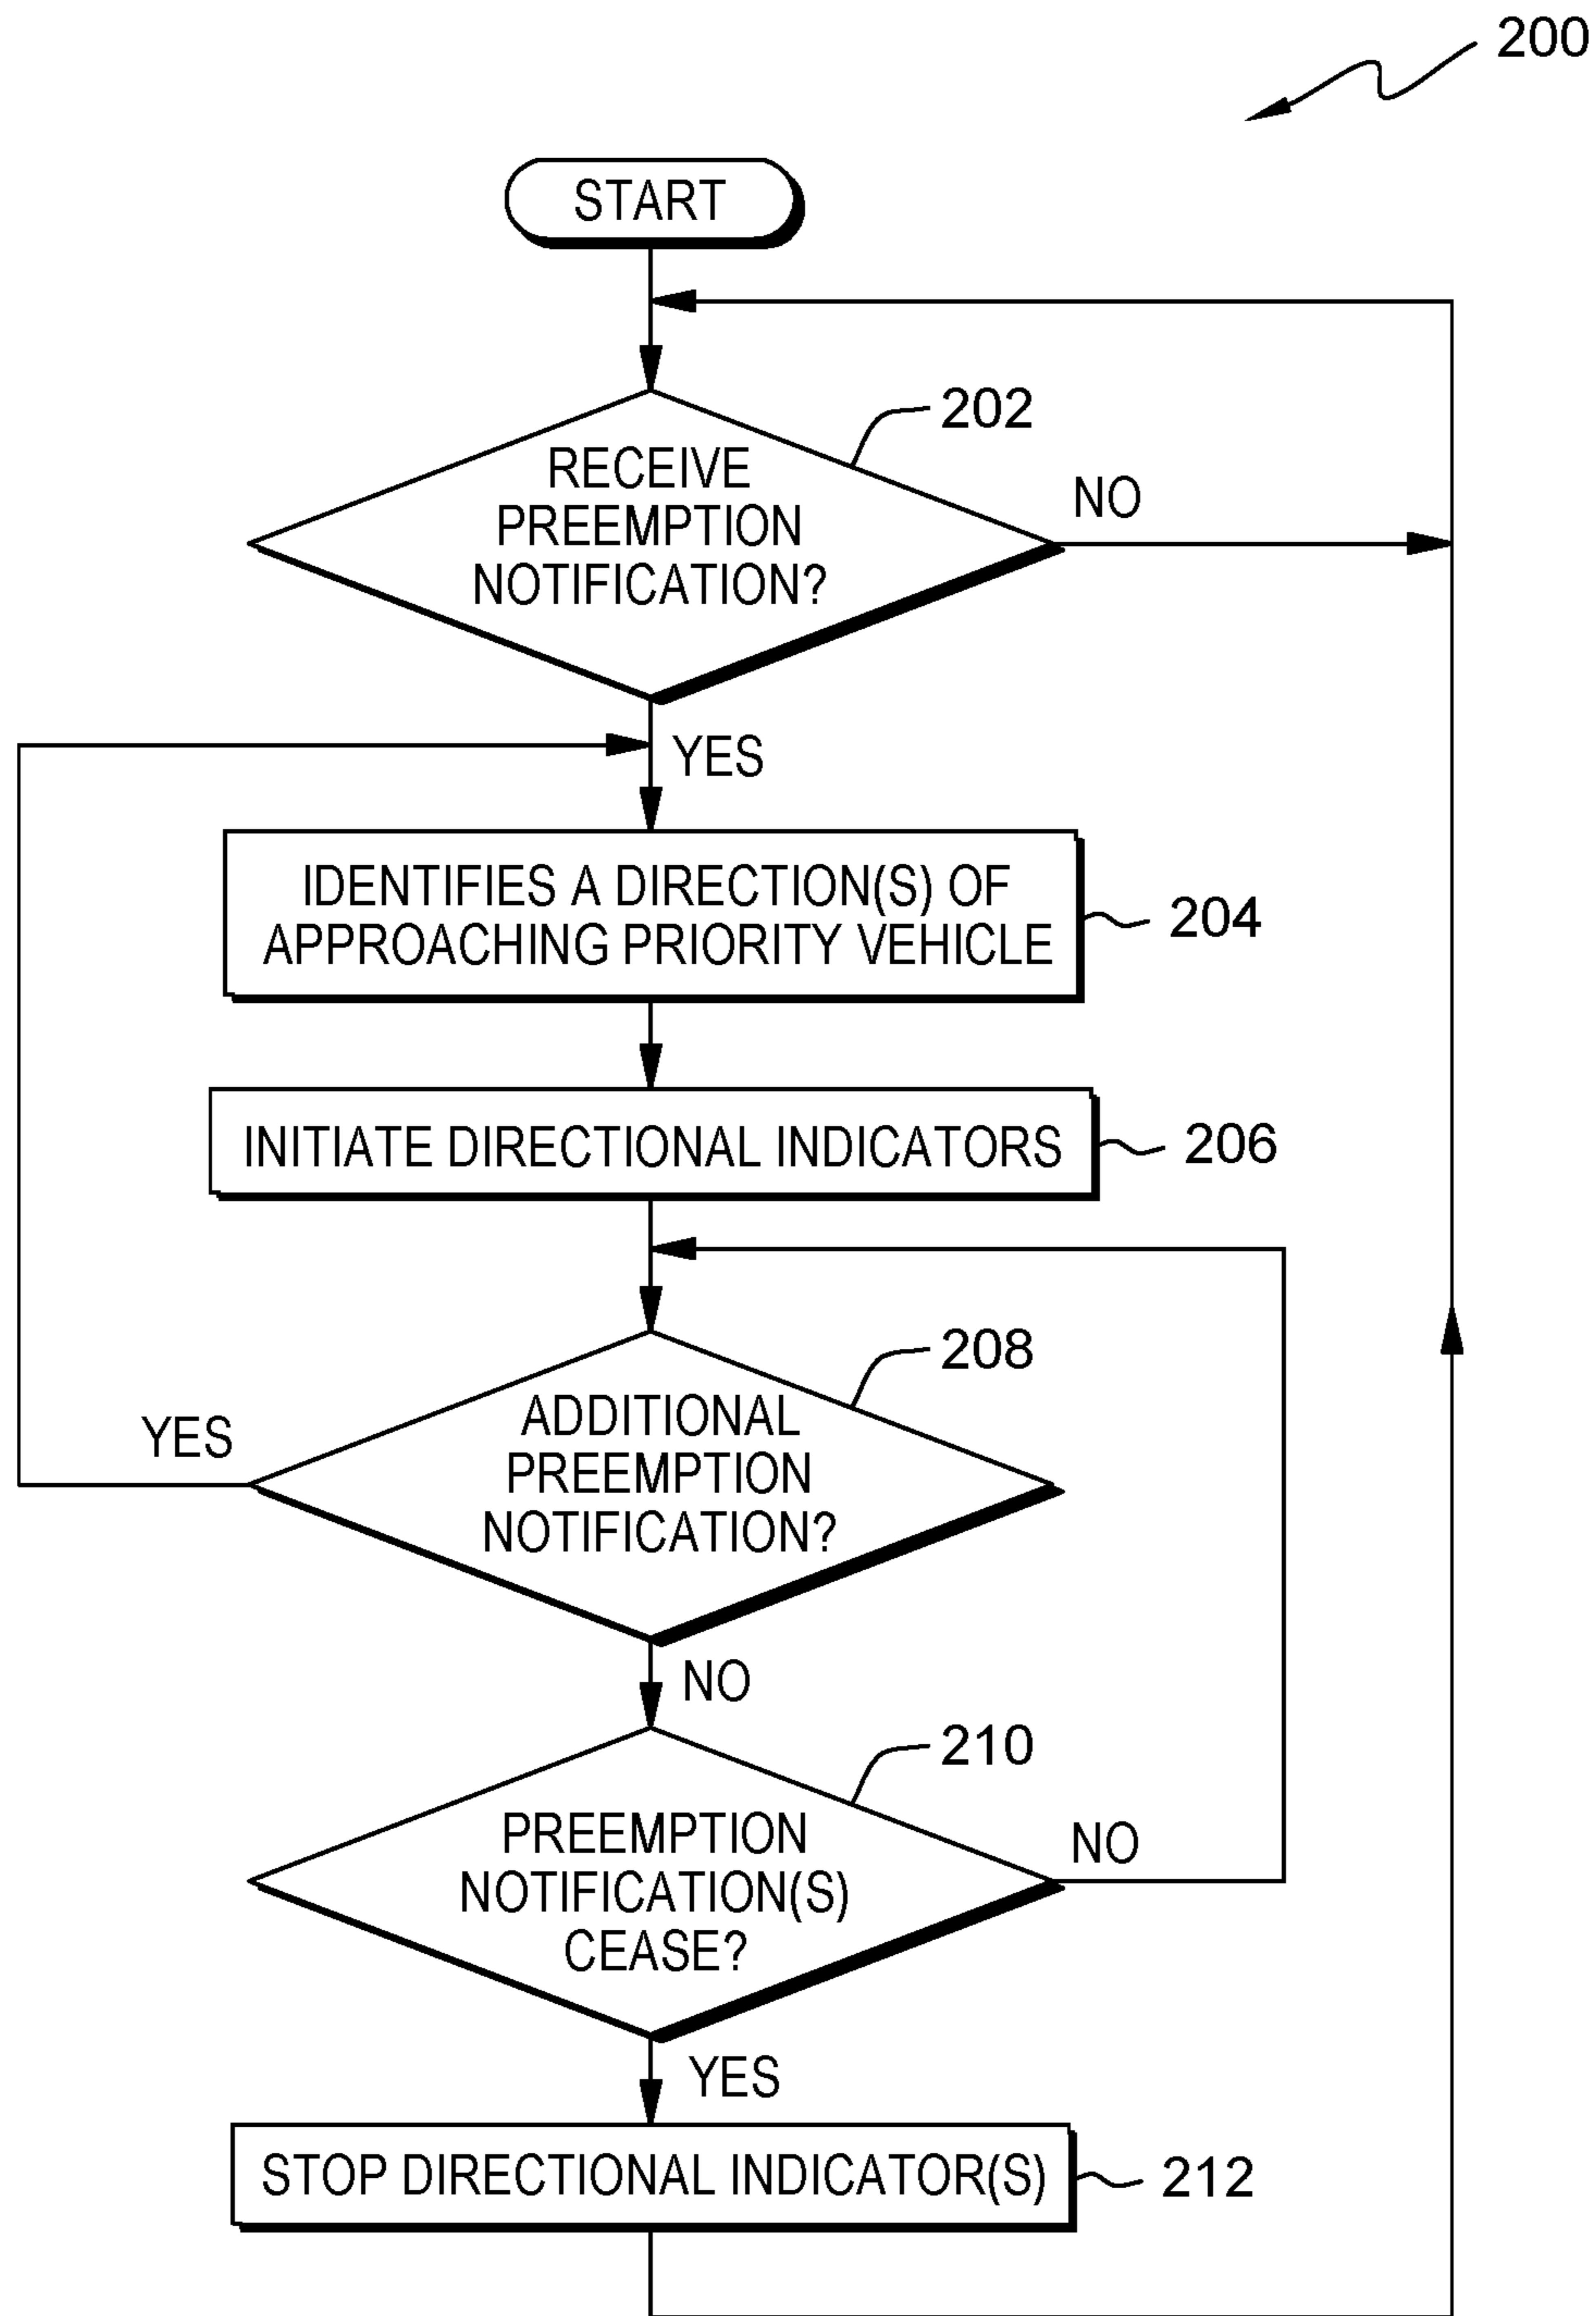 200
START
202
RECEIVE
PREEMPTION
NOTIFICATION?
NO
YES
IDENTIFIES A DIRECTION(S) OF
APPROACHING PRIORITY VEHICLE
204
INITIATE DIRECTIONAL INDICATORS
206
208
ADDITIONAL
PREEMPTION
NOTIFICATION?
YES
NO
210
PREEMPTION
NOTIFICATION(S)
CEASE?
NO
YES
STOP DIRECTIONAL INDICATOR(S)
212